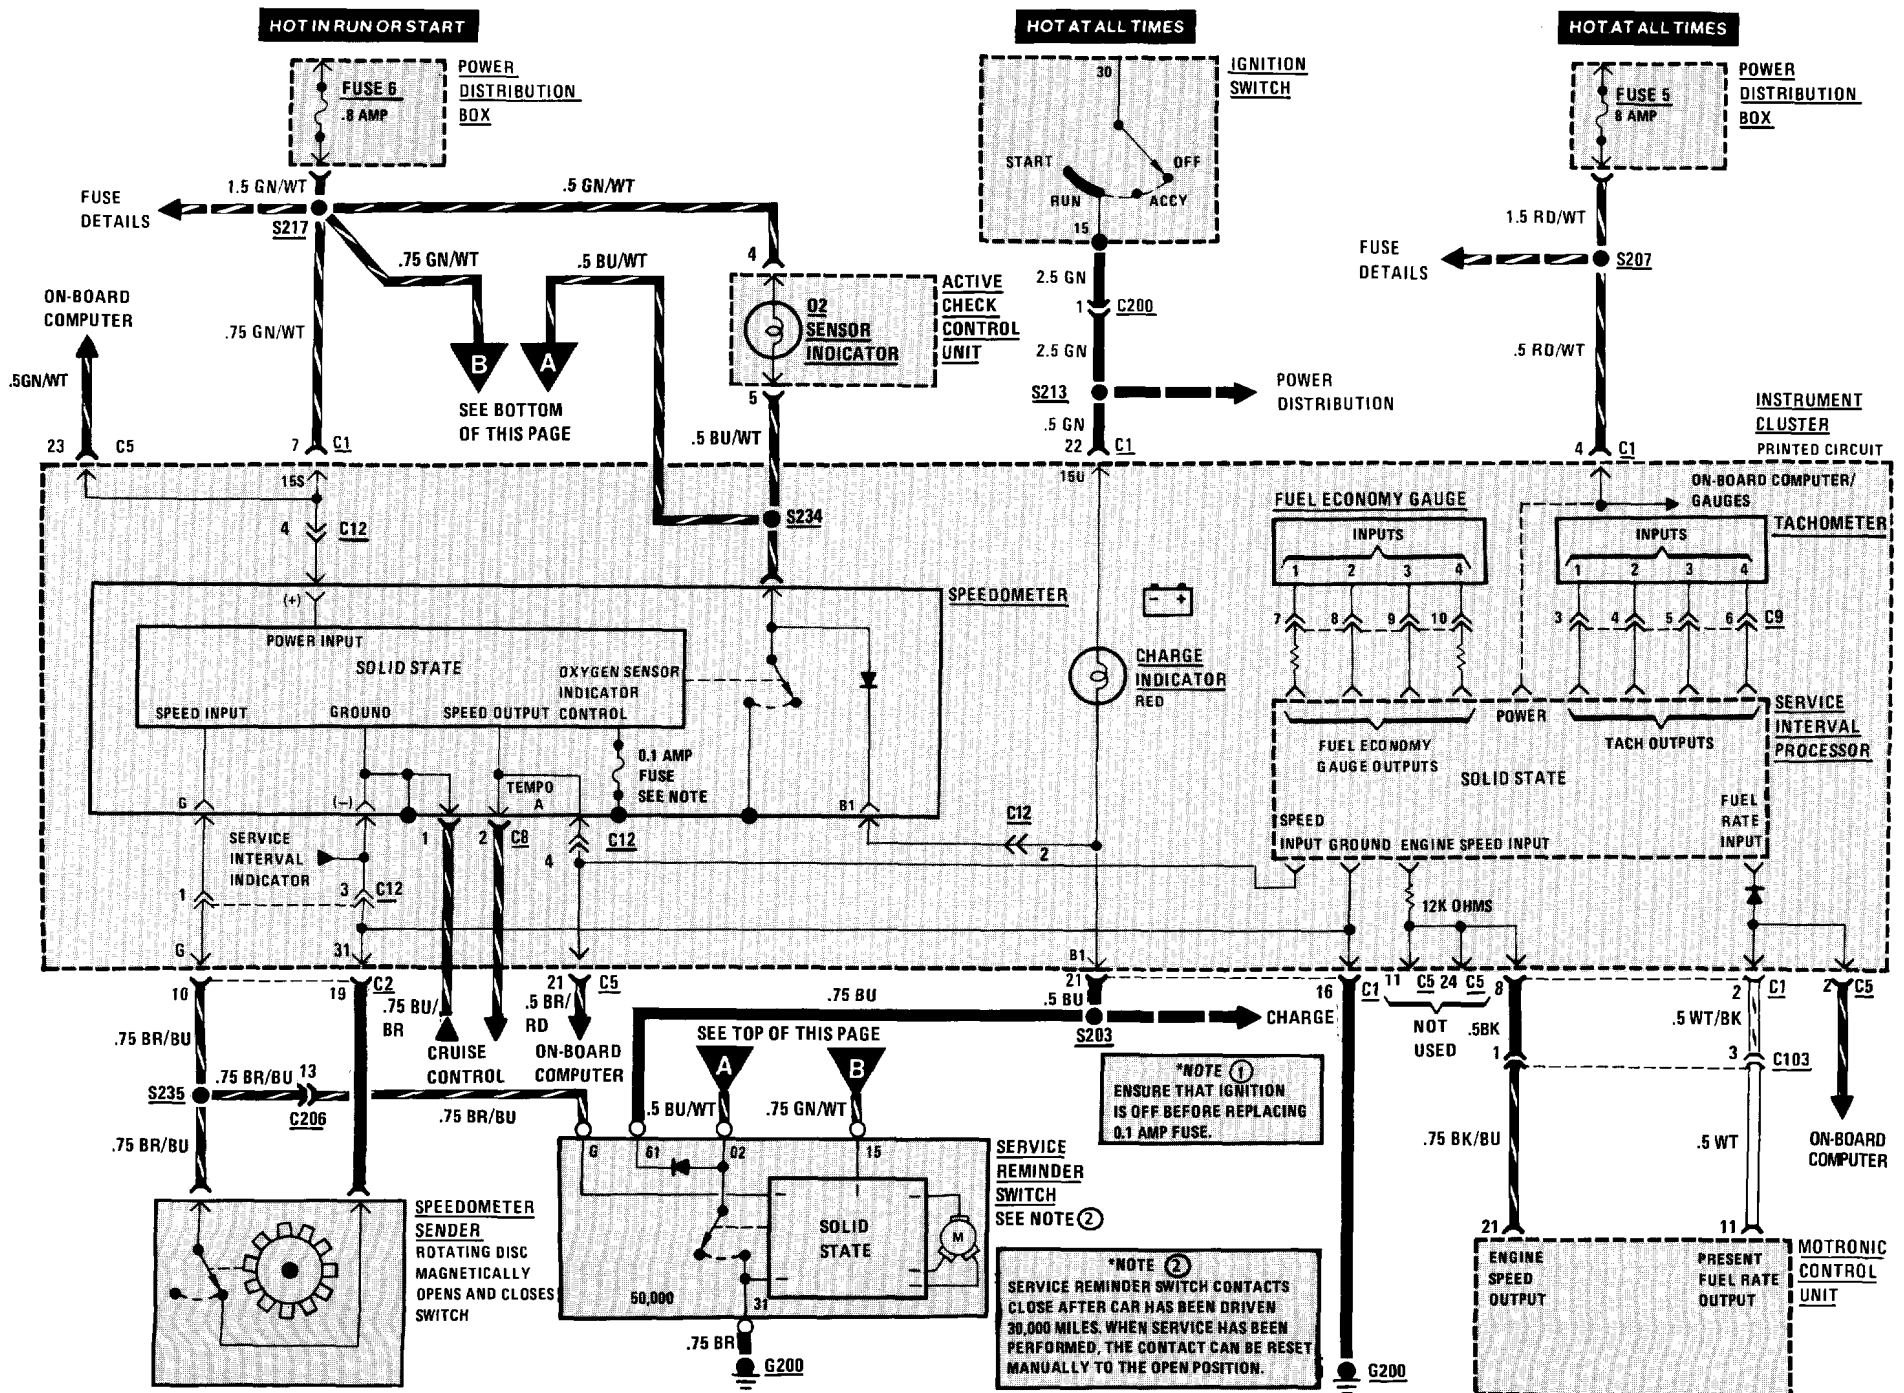 HOT IN RUN OR START
HOT AT ALL TIMES
HOT AT ALL TIMES
FUSE 6
.8 AMP
POWER
DISTRIBUTION
BOX
30
START
OFF
RUN
ACCY
15
IGNITION
SWITCH
FUSE 5
8 AMP
POWER
DISTRIBUTION
BOX
FUSE
DETAILS
1.5 GN/WT
S217
.5 GN/WT
.75 GN/WT
.5 BU/WT
4
ON-BOARD
COMPUTER
.5GN/WT
.75 GN/WT
B
A
SEE BOTTOM
OF THIS PAGE
O2
SENSOR
INDICATOR
ACTIVE
CHECK
CONTROL
UNIT
5
.5 BU/WT
2.5 GN
1
C200
2.5 GN
S213
POWER
DISTRIBUTION
.5 GN
22
C1
1.5 RD/WT
FUSE
DETAILS
S207
.5 RD/WT
4
C1
INSTRUMENT
CLUSTER
PRINTED CIRCUIT
23
C5
7
C1
15S
15U
4
C12
S234
ON-BOARD COMPUTER/
GAUGES
FUEL ECONOMY GAUGE
TACHOMETER
INPUTS
1 2 3 4
INPUTS
1 2 3 4
7 8 9 10
3 4 5 6
C9
SPEEDOMETER
(+)
POWER INPUT
SOLID STATE
OXYGEN SENSOR
INDICATOR
CONTROL
SPEED INPUT
GROUND
SPEED OUTPUT
0.1 AMP
FUSE
SEE NOTE
TEMPO
A
G
(–)
B1
- +
CHARGE
INDICATOR
RED
POWER
FUEL ECONOMY
GAUGE OUTPUTS
TACH OUTPUTS
SOLID STATE
SERVICE
INTERVAL
PROCESSOR
SPEED
INPUT
GROUND
ENGINE SPEED INPUT
FUEL
RATE
INPUT
SERVICE
INTERVAL
INDICATOR
1
2
C8
4
C12
C12
2
1
3
C12
12K OHMS
G
31
B1
10
19
C2
.75 BU/
BR
21
C5
.5 BR/
RD
.75 BU
21
.5 BU
16
C1
11
C5
24
C5
8
2
C1
2
C5
NOT
USED
.5BK
.5 WT/BK
.75 BR/BU
CRUISE
CONTROL
ON-BOARD
COMPUTER
SEE TOP OF THIS PAGE
S203
CHARGE
1
3
C103
S235
.75 BR/BU
13
C206
.75 BR/BU
A
B
.5 BU/WT
.75 GN/WT
*NOTE 1
ENSURE THAT IGNITION
IS OFF BEFORE REPLACING
0.1 AMP FUSE.
.75 BR/BU
G
61
02
15
SERVICE
REMINDER
SWITCH
SEE NOTE 2
.75 BK/BU
.5 WT
ON-BOARD
COMPUTER
SPEEDOMETER
SENDER
ROTATING DISC
MAGNETICALLY
OPENS AND CLOSES
SWITCH
SOLID
STATE
M
50,000
31
.75 BR
G200
*NOTE 2
SERVICE REMINDER SWITCH CONTACTS
CLOSE AFTER CAR HAS BEEN DRIVEN
30,000 MILES. WHEN SERVICE HAS BEEN
PERFORMED, THE CONTACT CAN BE RESET
MANUALLY TO THE OPEN POSITION.
G200
21
11
ENGINE
SPEED
OUTPUT
PRESENT
FUEL RATE
OUTPUT
MOTRONIC
CONTROL
UNIT